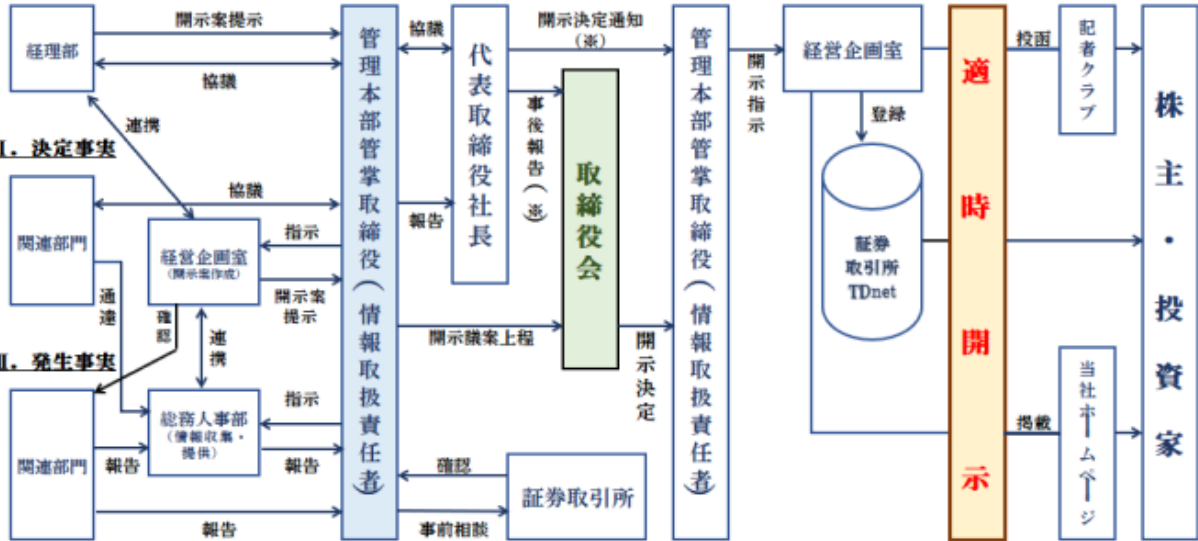 経理部
開示案提示
協議
連携
Ⅱ．決定事実
関連部門
協議
経営企画室
（開示案作成）
指示
開示案
提示
通達
確認
連携
Ⅲ．発生事実
関連部門
総務人事部
（情報収集・
提供）
指示
報告
報告
報告
管理本部管掌取締役（情報取扱責任者）
協議
報告
代表取締役社長
開示決定通知
（※）
事後報告（※）
取締役会
開示議案上程
開示決定
確認
事前相談
証券取引所
管理本部管掌取締役（情報取扱責任者）
開示指示
経営企画室
登録
証券
取引所
TDnet
適時開示
投函
記者クラブ
掲載
当社ホームページ
株主・投資家